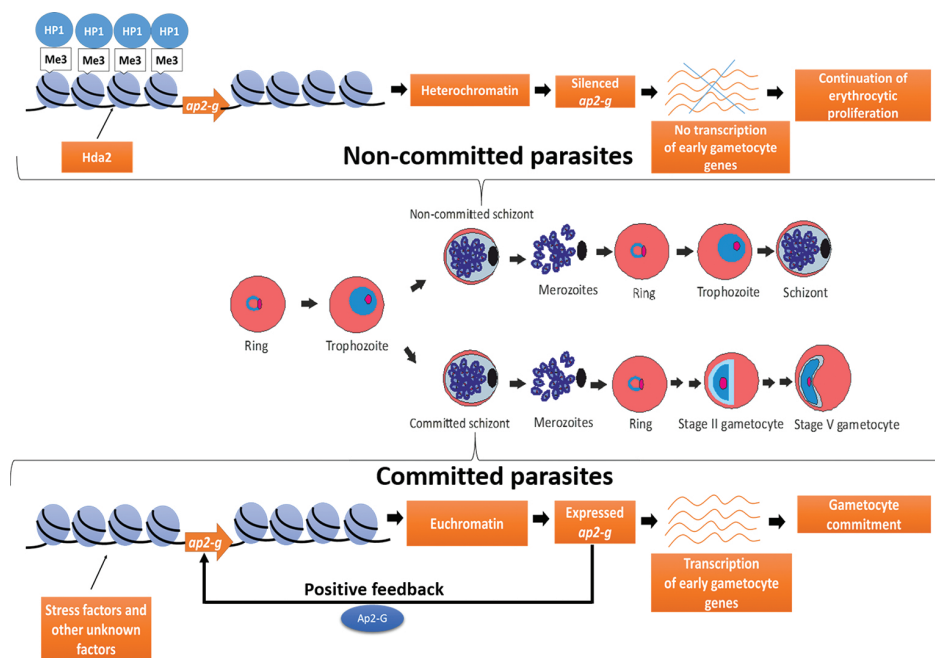 HP1 HP1 HP1 HP1
Me3 Me3 Me3 Me3
ap2-g
Hda2
Heterochromatin
Silenced
ap2-g
No transcription
of early gametocyte
genes
Continuation of
erythrocytic
proliferation
Non-committed parasites
Non-committed schizont
Merozoites
Ring
Trophozoite
Schizont
Ring
Trophozoite
Committed schizont
Merozoites
Ring
Stage II gametocyte
Stage V gametocyte
Committed parasites
ap2-g
Stress factors and
other unknown
factors
Euchromatin
Expressed
ap2-g
Positive feedback
Ap2-G
Transcription
of early gametocyte
genes
Gametocyte
commitment